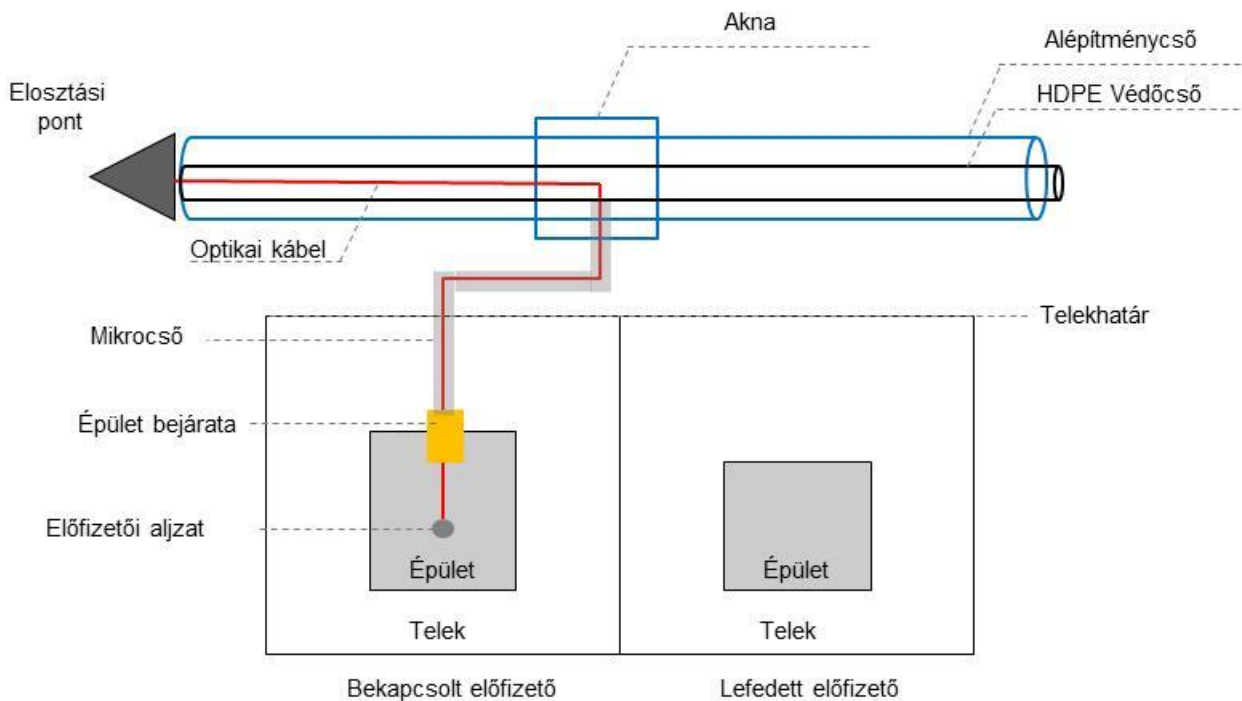 Akna
Alépítménycső
Elosztási
pont
HDPE Védőcső
Optikai kábel
Telekhatár
Mikrocső
Épület bejárata
Előfizetői aljzat
Épület
Épület
Telek
Telek
Bekapcsolt előfizető
Lefedett előfizető